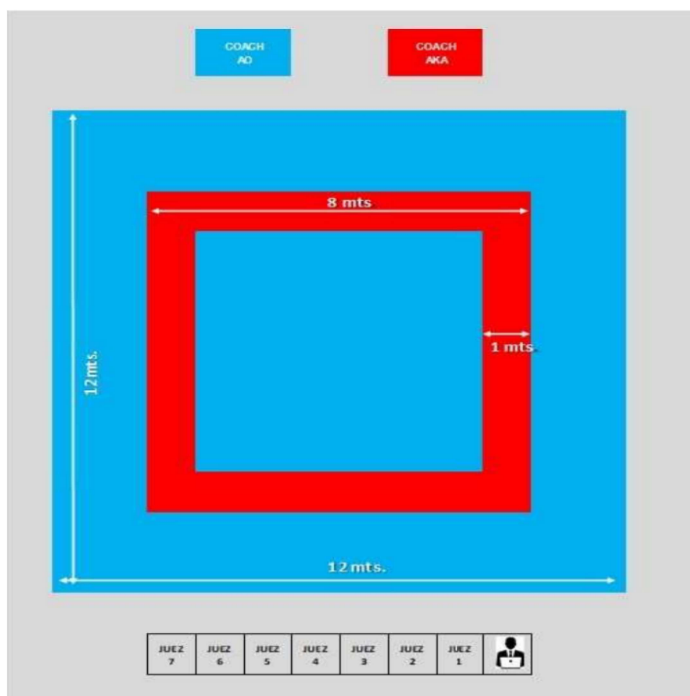 COACH
AO
COACH
AKA
8 mts
1 mts.
12 mts.
12 mts.
JUEZ
7
JUEZ
6
JUEZ
5
JUEZ
4
JUEZ
3
JUEZ
2
JUEZ
1